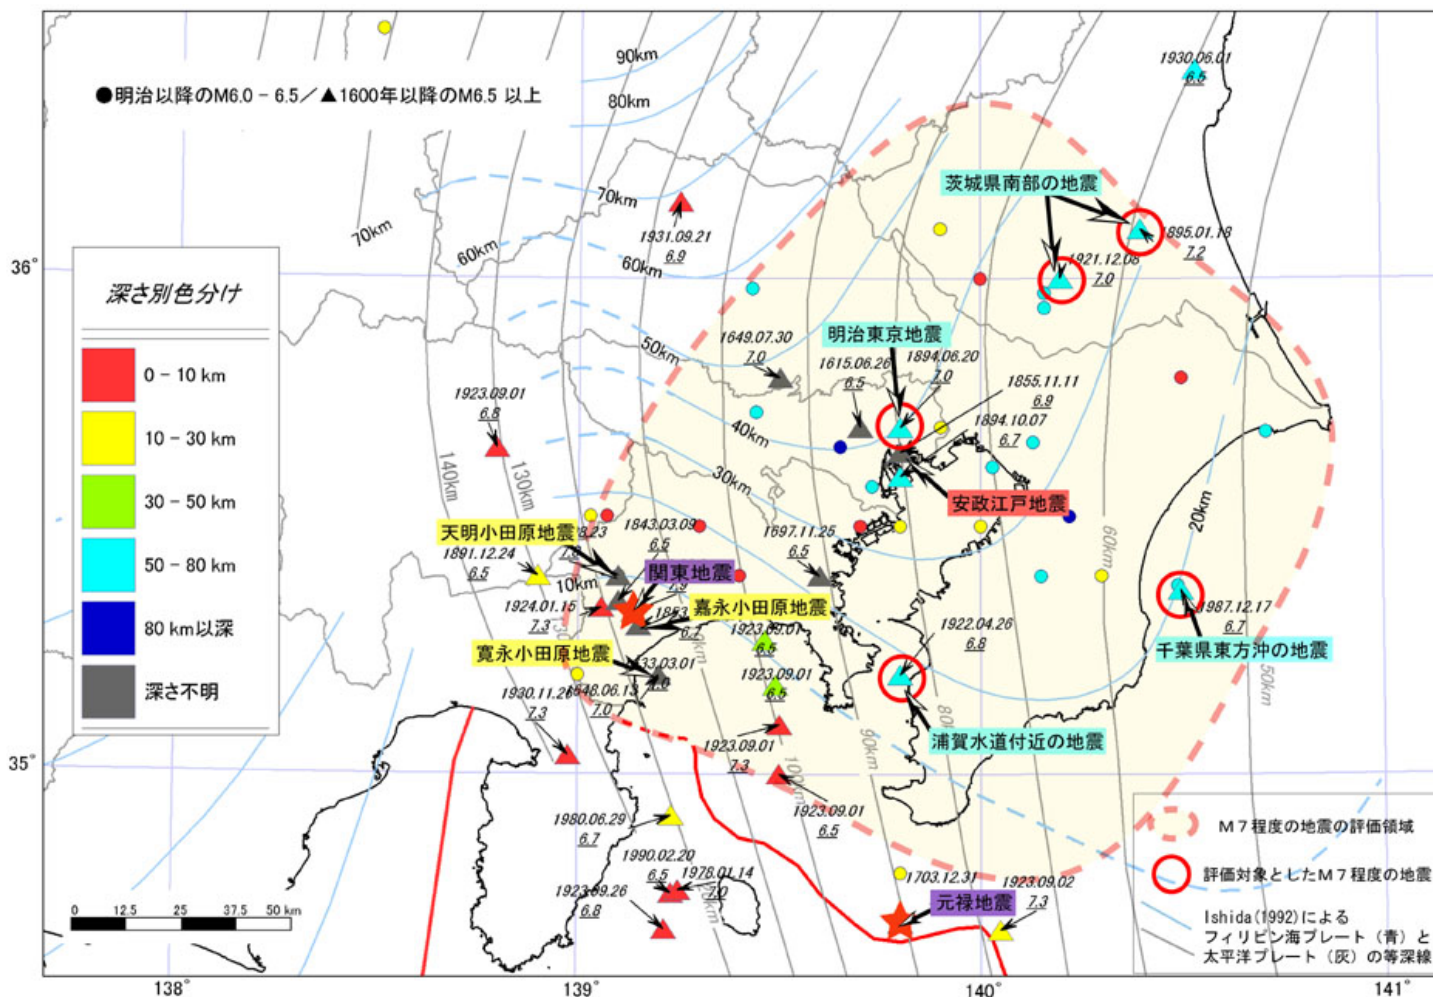 ●明治以降のM6.0 - 6.5／▲1600年以降のM6.5 以上
90km
80km
70km
70km
60km
60km
50km
40km
30km
20km
10km
140km
130km
90km
60km
50km
深さ別色分け
0 - 10 km
10 - 30 km
30 - 50 km
50 - 80 km
80 km以深
深さ不明
1930.06.01
6.5
茨城県南部の地震
1895.01.18
7.2
1921.12.08
7.0
1931.09.21
6.9
明治東京地震
1649.07.30
7.0
1615.06.26
6.5
1894.06.20
7.0
1855.11.11
6.9
1894.10.07
6.7
安政江戸地震
1923.09.01
6.8
天明小田原地震
1843.03.09
6.5
1697.11.25
6.5
1891.12.24
6.5
関東地震
7.9
1924.01.15
7.3
嘉永小田原地震
6.7
1923.09.01
6.5
寛永小田原地震
1923.09.01
6.5
1930.11.26
7.3
7.0
1922.04.26
6.8
1987.12.17
6.7
千葉県東方沖の地震
浦賀水道付近の地震
1923.09.01
7.3
1923.09.01
6.5
1980.06.29
6.7
1990.02.20
6.5
1978.01.14
7.0
1923.09.26
6.8
1703.12.31
元禄地震
1923.09.02
7.3
M７程度の地震の評価領域
評価対象としたM７程度の地震
Ishida(1992)による
フィリピン海プレート（青）と
太平洋プレート（灰）の等深線
0 12.5 25 37.5 50 km
36°
35°
138° 139° 140° 141°